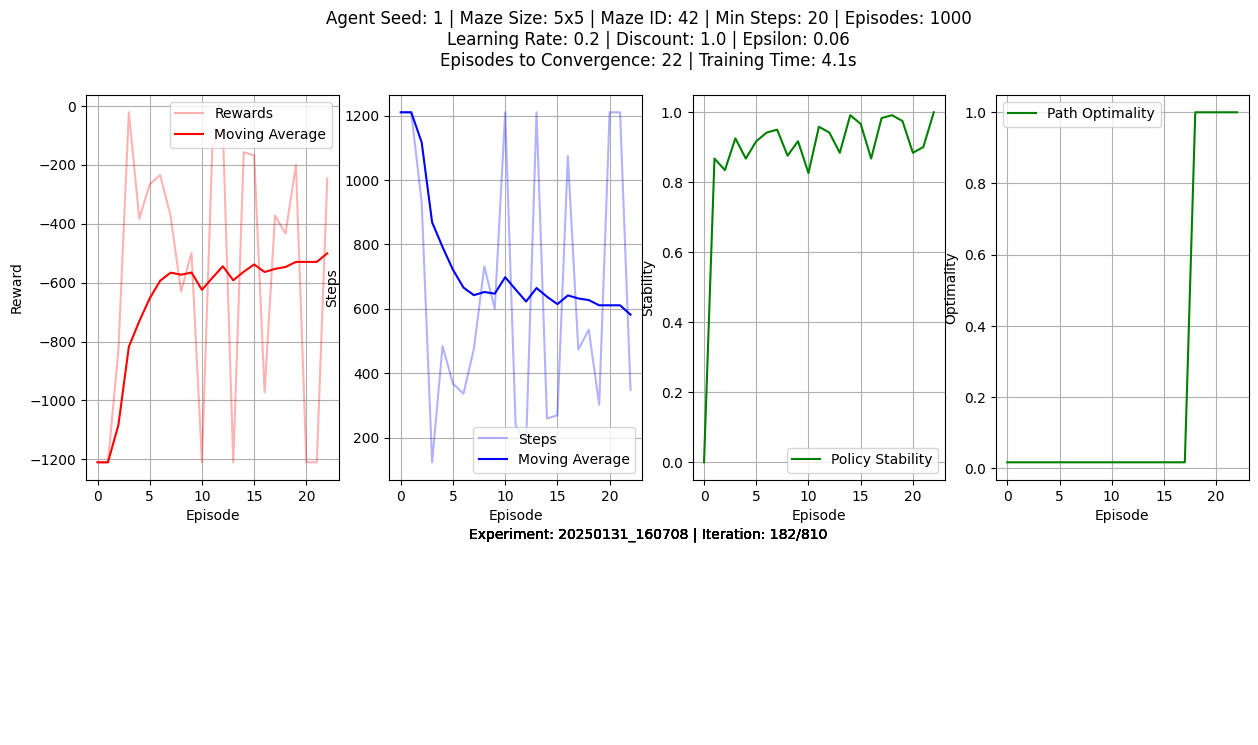 Agent Seed: 1 | Maze Size: 5x5 | Maze ID: 42 | Min Steps: 20 | Episodes: 1000
Learning Rate: 0.2 | Discount: 1.0 | Epsilon: 0.06
Episodes to Convergence: 22 | Training Time: 4.1s
Reward
0
−200
−400
−600
−800
−1000
−1200
Rewards
Moving Average
0 5 10 15 20
Episode
Steps
1200
1000
800
600
400
200
Steps
Moving Average
0 5 10 15 20
Episode
Stability
1.0
0.8
0.6
0.4
0.2
0.0
Policy Stability
0 5 10 15 20
Episode
Optimality
1.0
0.8
0.6
0.4
0.2
0.0
Path Optimality
0 5 10 15 20
Episode
Experiment: 20250131_160708 | Iteration: 182/810